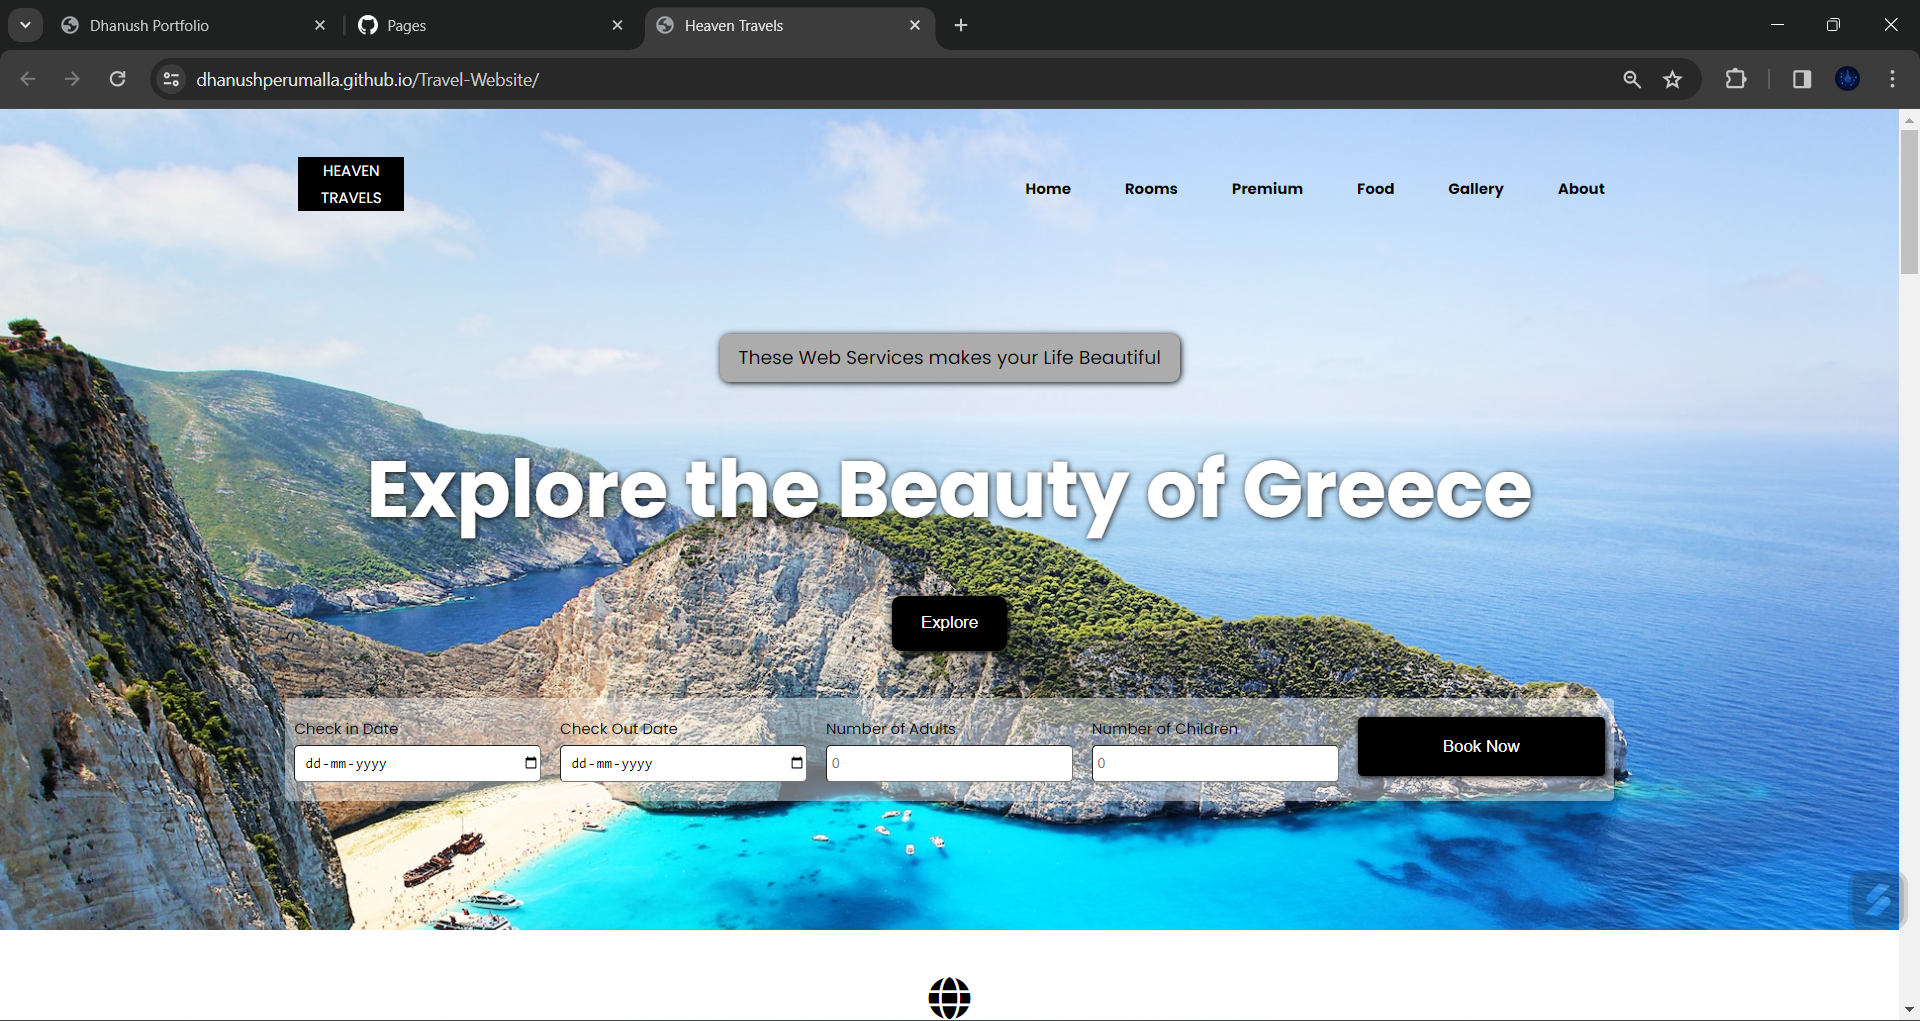 Dhanush Portfolio
Pages
Heaven Travels
dhanushperumalla.github.io/Travel-Website/
HEAVEN
TRAVELS
Home Rooms Premium Food Gallery About
These Web Services makes your Life Beautiful
Explore the Beauty of Greece
Explore
Check in Date Check Out Date Number of Adults Number of Children
Book Now
dd-mm-yyyy dd-mm-yyyy 0 0